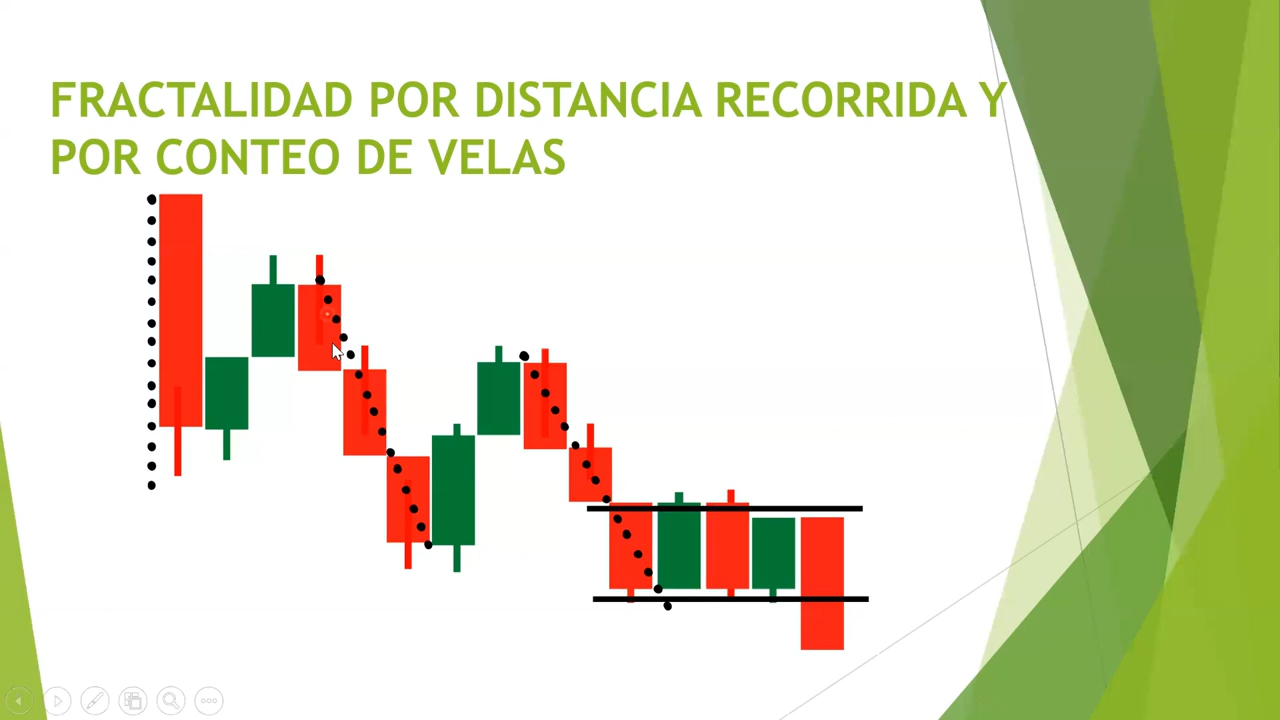 FRACTALIDAD POR DISTANCIA RECORRIDA Y
POR CONTEO DE VELAS